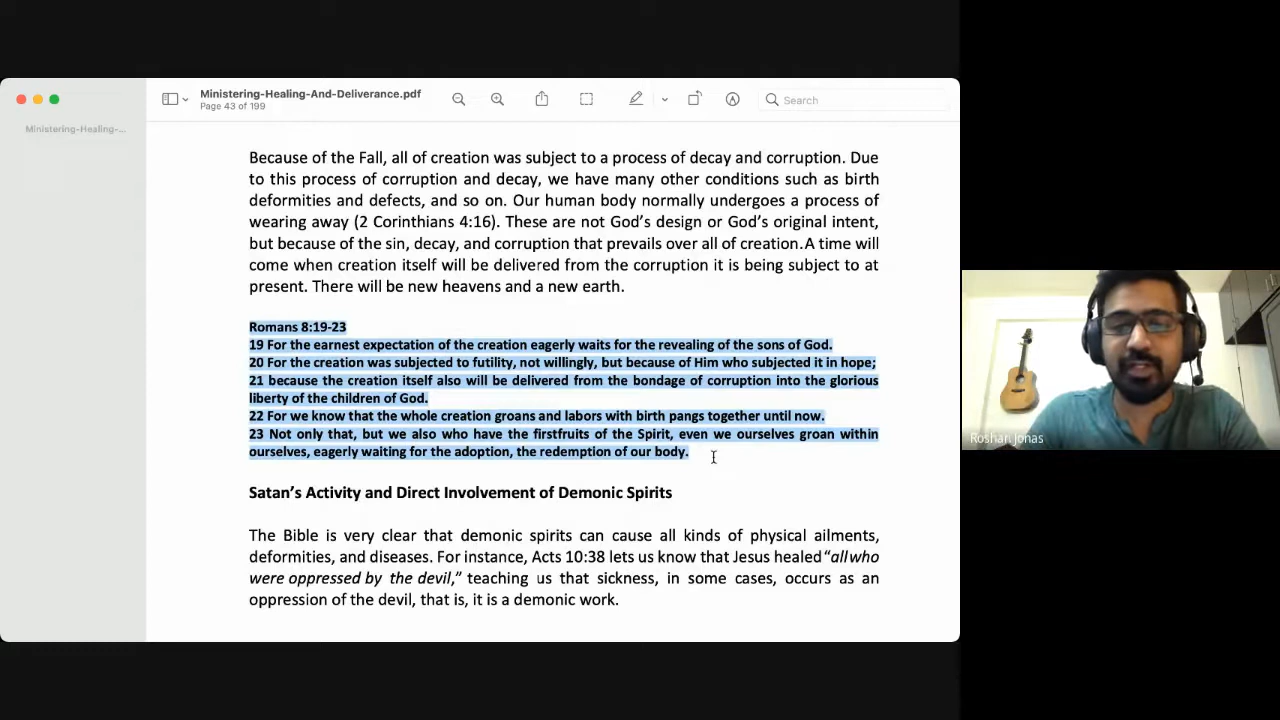 Ministering-Healing-And-Deliverance.pdf
Page 43 of 199
Search
Ministering-Healing-...
Because of the Fall, all of creation was subject to a process of decay and corruption. Due
to this process of corruption and decay, we have many other conditions such as birth
deformities and defects, and so on. Our human body normally undergoes a process of
wearing away (2 Corinthians 4:16). These are not God's design or God's original intent,
but because of the sin, decay, and corruption that prevails over all of creation.A time will
come when creation itself will be delivered from the corruption it is being subject to at
present. There will be new heavens and a new earth.
Romans 8:19-23
19 For the earnest expectation of the creation eagerly waits for the revealing of the sons of God.
20 For the creation was subjected to futility, not willingly, but because of Him who subjected it in hope;
21 because the creation itself also will be delivered from the bondage of corruption into the glorious
liberty of the children of God.
22 For we know that the whole creation groans and labors with birth pangs together until now.
23 Not only that, but we also who have the firstfruits of the Spirit, even we ourselves groan within
ourselves, eagerly waiting for the adoption, the redemption of our body.
Satan's Activity and Direct Involvement of Demonic Spirits
The Bible is very clear that demonic spirits can cause all kinds of physical ailments,
deformities, and diseases. For instance, Acts 10:38 lets us know that Jesus healed "all who
were oppressed by the devil," teaching us that sickness, in some cases, occurs as an
oppression of the devil, that is, it is a demonic work.
Roshan Jonas